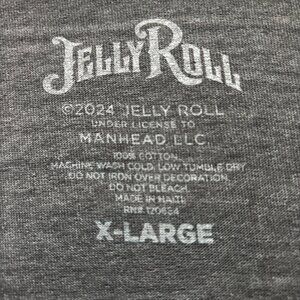 JELLY ROLL
©2024 JELLY ROLL
UNDER LICENSE TO
MANHEAD, LLC.
100% COTTON.
MACHINE WASH COLD, LOW TUMBLE DRY
DO NOT IRON OVER DECORATION.
DO NOT BLEACH.
MADE IN HAITI.
RN# 120654
X-LARGE